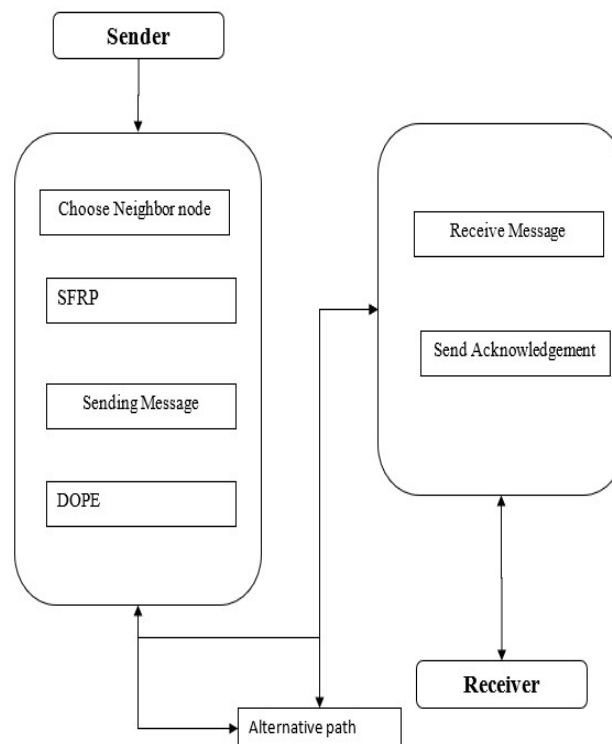 Sender
Choose Neighbor node
SFRP
Sending Message
DOPE
Receive Message
Send Acknowledgement
Receiver
Alternative path